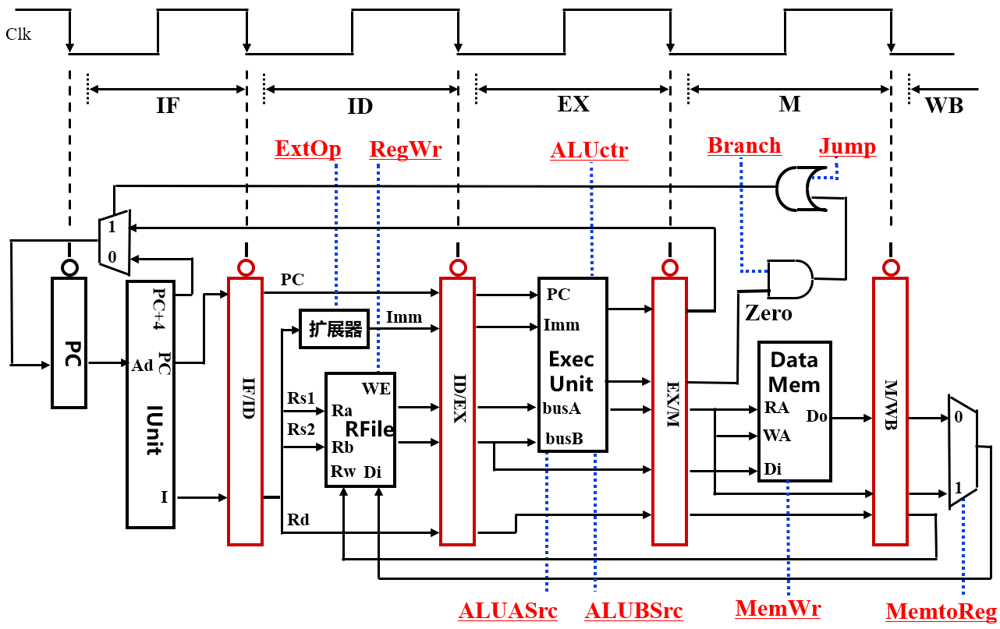 Clk
IF
ID
EX
M
WB
ExtOp
RegWr
ALUctr
Branch
Jump
1
0
PC
PC+4
PC
Ad
IUnit
I
IF/ID
PC
扩展器
Imm
Rs1
Rs2
Rd
WE
Ra
RFile
Rb
Rw Di
ID/EX
PC
Imm
Exec
Unit
busA
busB
EX/M
Zero
Data
Mem
RA
Do
WA
Di
M/WB
0
1
ALUASrc
ALUBSrc
MemWr
MemtoReg